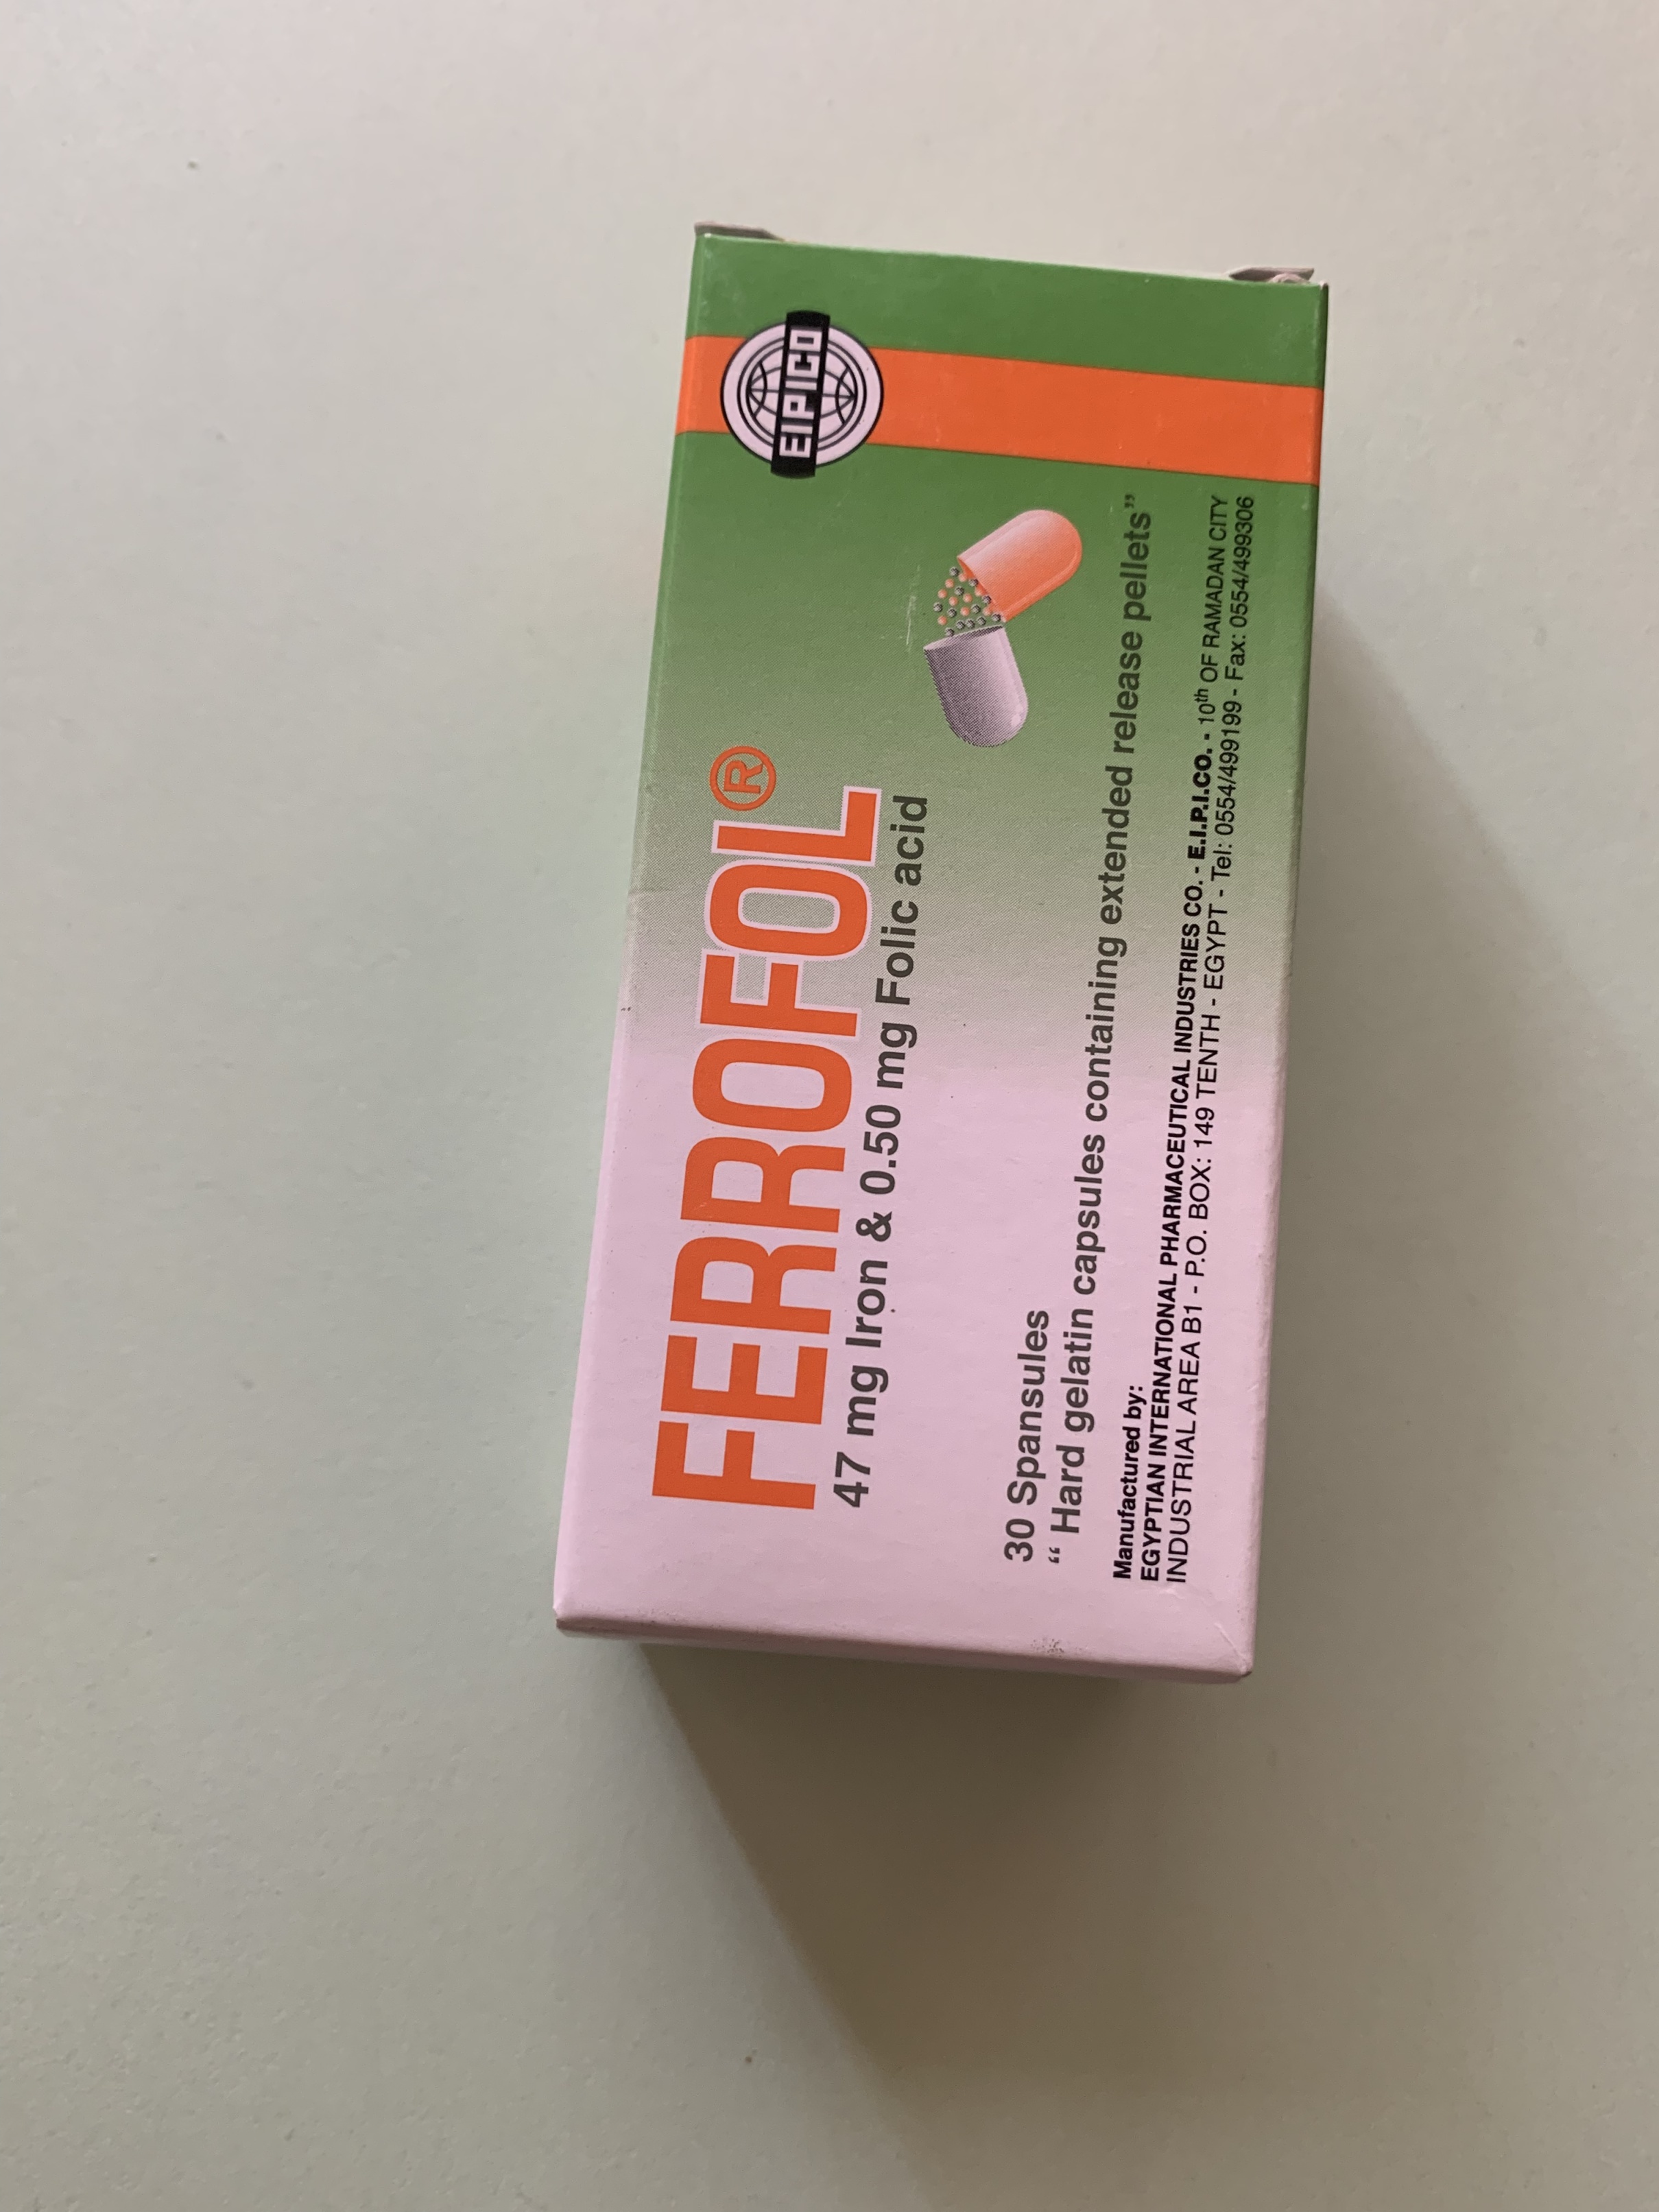 FERROFOL®
47 mg Iron & 0.50 mg Folic acid
30 Spansules
“ Hard gelatin capsules containing extended release pellets”
Manufactured by:
EGYPTIAN INTERNATIONAL PHARMACEUTICAL INDUSTRIES CO. - E.I.P.I.CO. - 10th OF RAMADAN CITY
INDUSTRIAL AREA B1 - P.O. BOX: 149 TENTH - EGYPT - Tel: 0554/499199 - Fax: 0554/499306
EIPICO